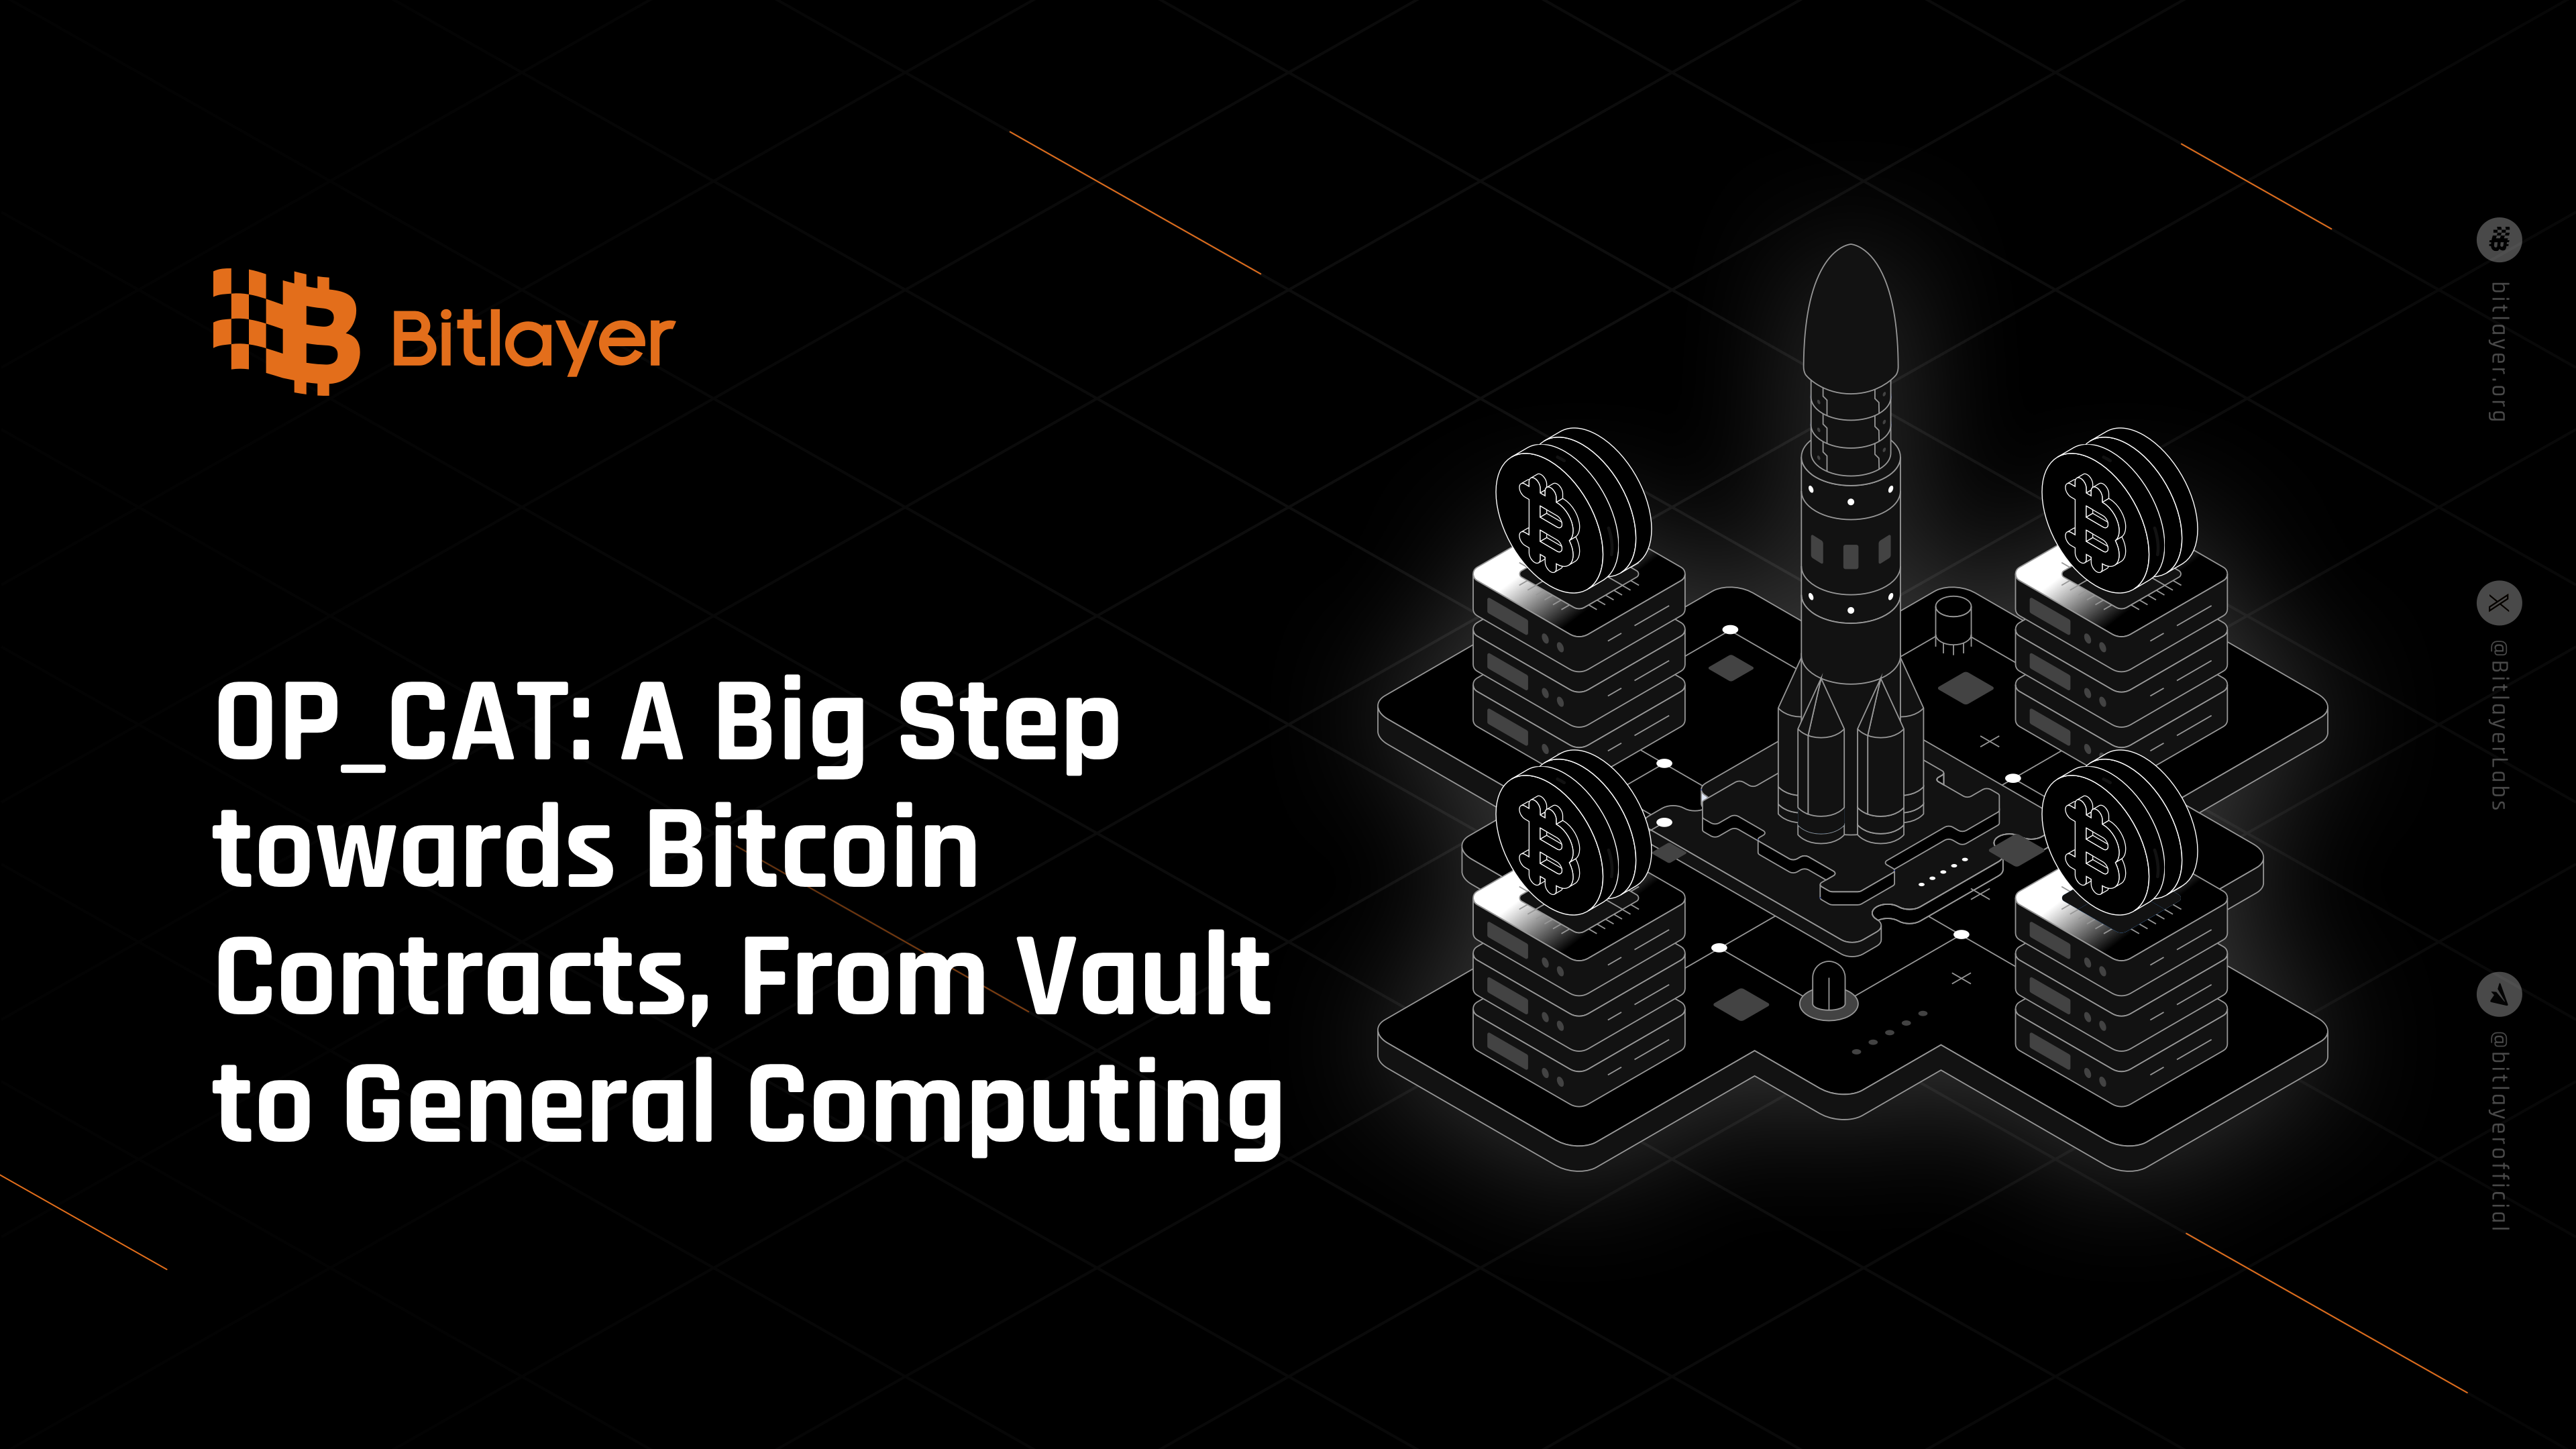 Bitlayer
OP_CAT: A Big Step
towards Bitcoin
Contracts, From Vault
to General Computing
bitlayer.org
@BitlayerLabs
@bitlayerofficial